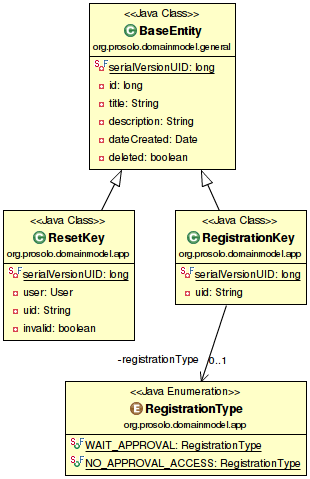 <<Java Class>>
BaseEntity
org.prosolo.domainmodel.general
serialVersionUID: long
id: long
title: String
description: String
dateCreated: Date
deleted: boolean
<<Java Class>>
ResetKey
org.prosolo.domainmodel.app
serialVersionUID: long
user: User
uid: String
invalid: boolean
<<Java Class>>
RegistrationKey
org.prosolo.domainmodel.app
serialVersionUID: long
uid: String
-registrationType 0..1
<<Java Enumeration>>
RegistrationType
org.prosolo.domainmodel.app
WAIT_APPROVAL: RegistrationType
NO_APPROVAL_ACCESS: RegistrationType